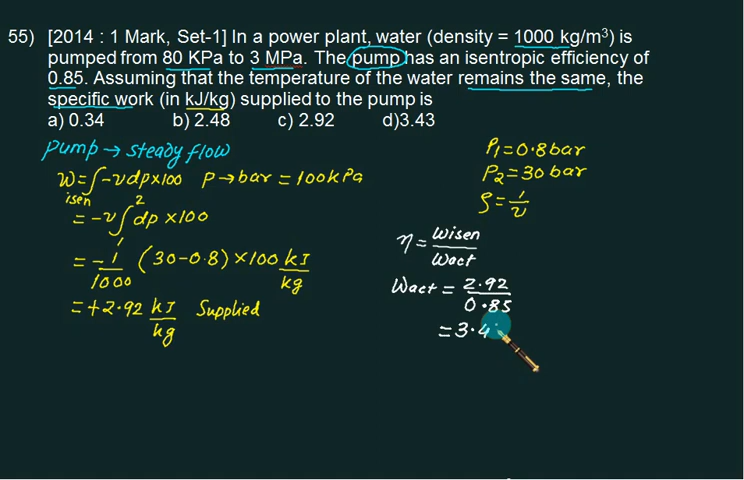 55) [2014 : 1 Mark, Set-1] In a power plant, water (density = 1000 kg/m³) is
pumped from 80 KPa to 3 MPa. The pump has an isentropic efficiency of
0.85. Assuming that the temperature of the water remains the same, the
specific work (in kJ/kg) supplied to the pump is
a) 0.34 b) 2.48 c) 2.92 d)3.43
Pump → steady flow
W isen = ∫-vdp×100 P→bar = 100kPa
= -v ∫₁² dp×100
= -1/1000 (30-0.8)×100 kJ/kg
= +2.92 kJ/kg Supplied
P₁=0.8bar
P₂=30bar
ρ=1/v
η=Wisen/Wact
Wact = 2.92/0.85
=3.4